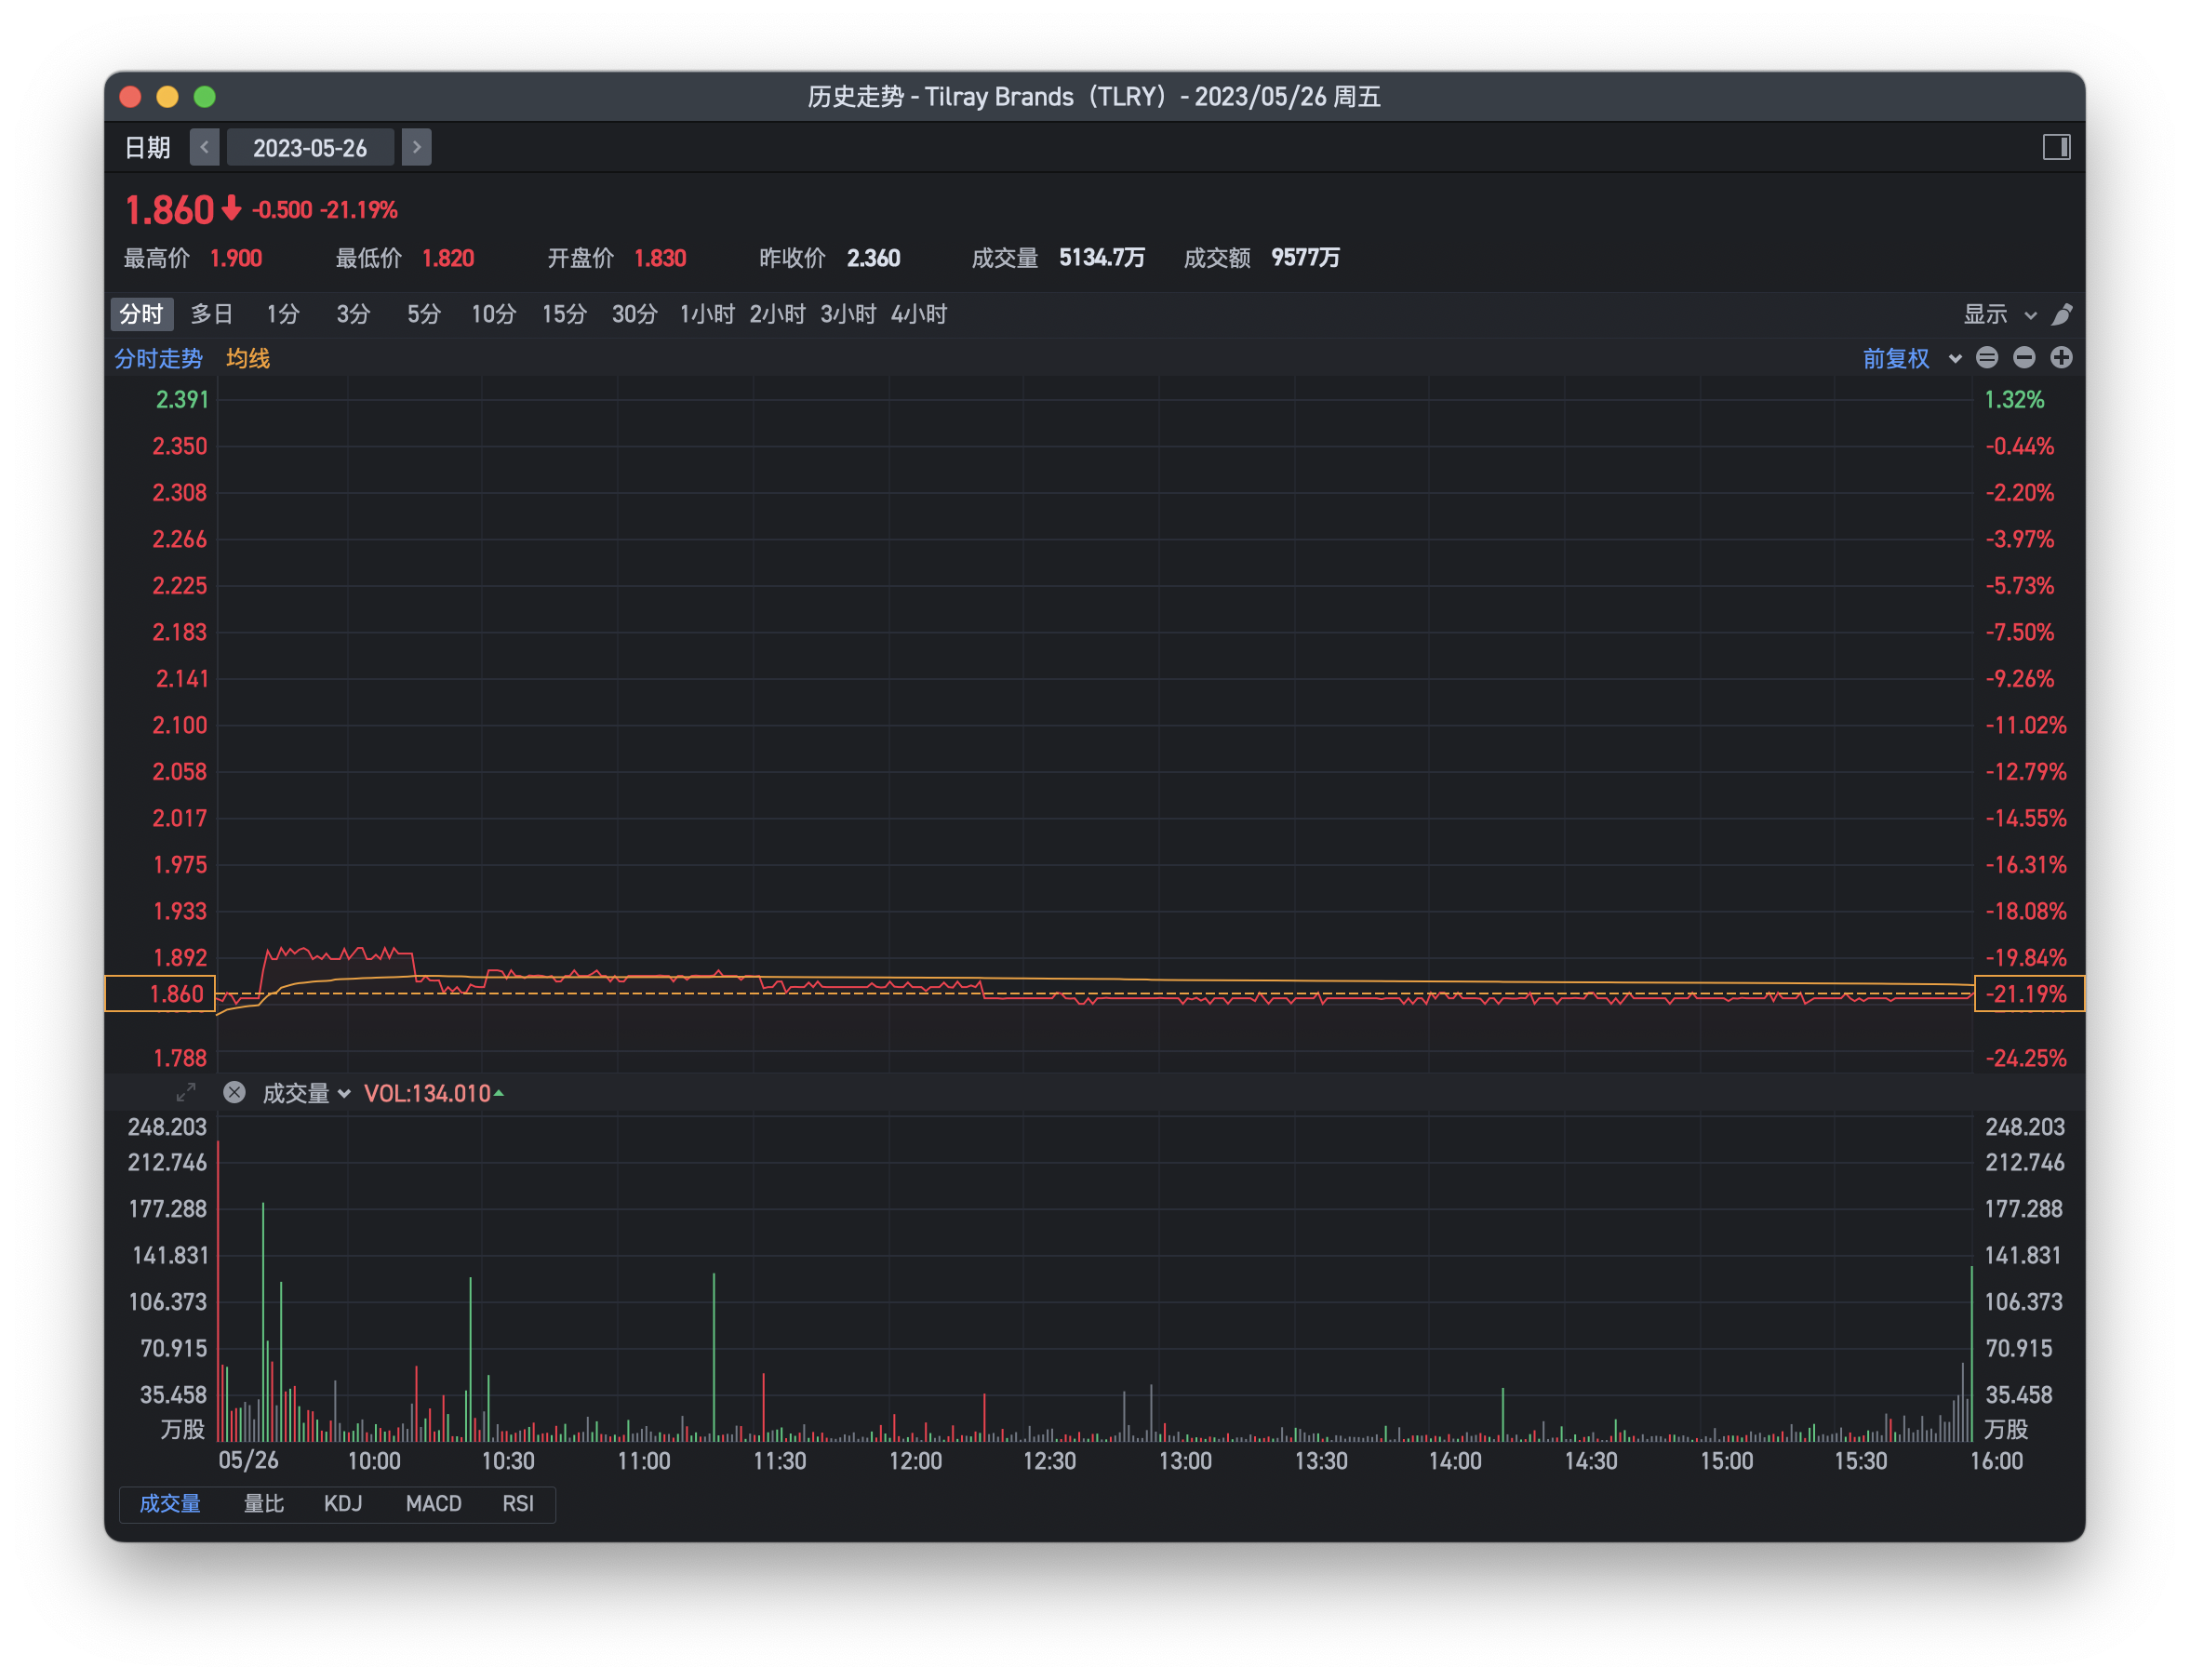 历史走势 - Tilray Brands（TLRY）- 2023/05/26 周五
日期 < 2023-05-26 >
1.860 -0.500 -21.19%
最高价 1.900 最低价 1.820 开盘价 1.830 昨收价 2.360 成交量 5134.7万 成交额 9577万
分时 多日 1分 3分 5分 10分 15分 30分 1小时 2小时 3小时 4小时 显示
分时走势 均线 前复权
2.391 1.32%
2.350 -0.44%
2.308 -2.20%
2.266 -3.97%
2.225 -5.73%
2.183 -7.50%
2.141 -9.26%
2.100 -11.02%
2.058 -12.79%
2.017 -14.55%
1.975 -16.31%
1.933 -18.08%
1.892 -19.84%
1.860 -21.19%
1.788 -24.25%
成交量 VOL:134.010
248.203 248.203
212.746 212.746
177.288 177.288
141.831 141.831
106.373 106.373
70.915 70.915
35.458 35.458
万股 万股
05/26 10:00 10:30 11:00 11:30 12:00 12:30 13:00 13:30 14:00 14:30 15:00 15:30 16:00
成交量 量比 KDJ MACD RSI